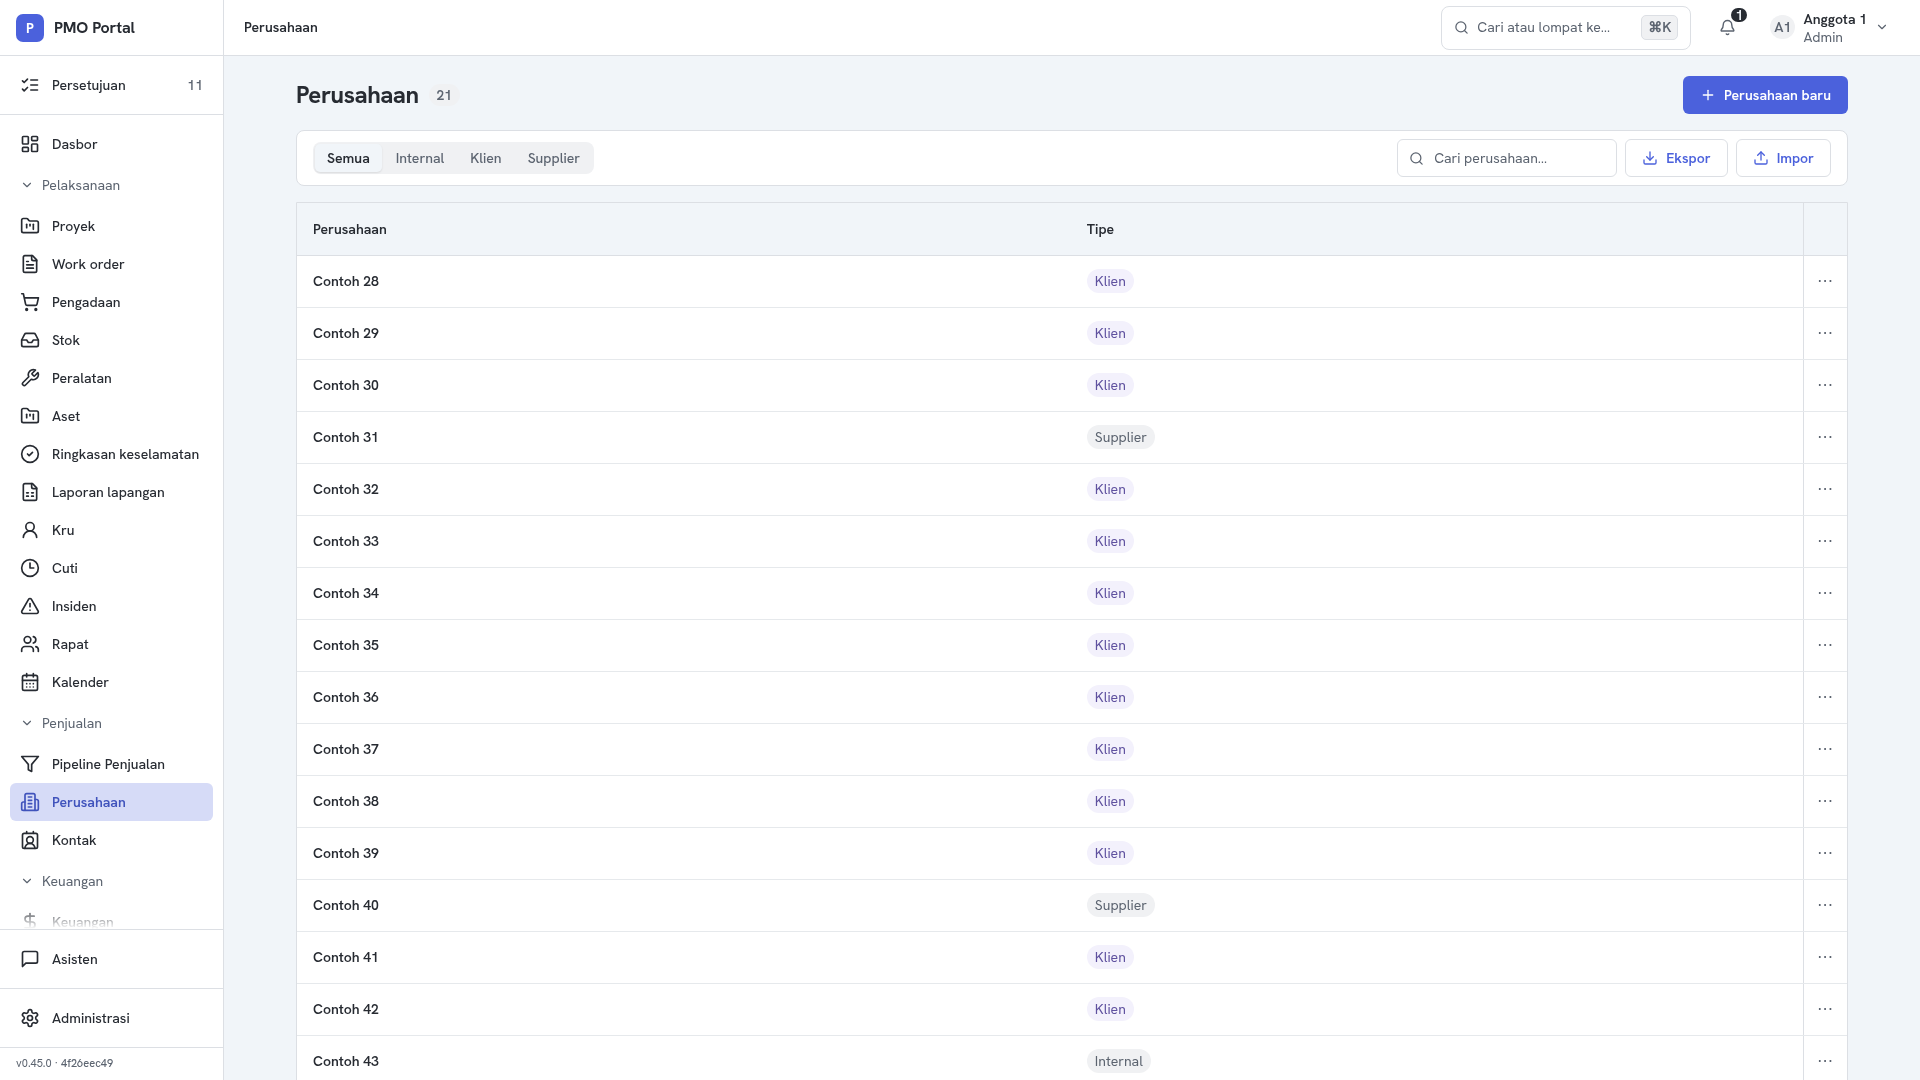 P PMO Portal
Perusahaan
Cari atau lompat ke... ⌘K
1
A1
Anggota 1
Admin
Persetujuan 11
Dasbor
Pelaksanaan
Proyek
Work order
Pengadaan
Stok
Peralatan
Aset
Ringkasan keselamatan
Laporan lapangan
Kru
Cuti
Insiden
Rapat
Kalender
Penjualan
Pipeline Penjualan
Perusahaan
Kontak
Keuangan
Keuangan
Asisten
Administrasi
v0.45.0 · 4f26eec49
Perusahaan 21
Perusahaan baru
Semua Internal Klien Supplier
Cari perusahaan...
Ekspor
Impor
Perusahaan Tipe
Contoh 28 Klien
Contoh 29 Klien
Contoh 30 Klien
Contoh 31 Supplier
Contoh 32 Klien
Contoh 33 Klien
Contoh 34 Klien
Contoh 35 Klien
Contoh 36 Klien
Contoh 37 Klien
Contoh 38 Klien
Contoh 39 Klien
Contoh 40 Supplier
Contoh 41 Klien
Contoh 42 Klien
Contoh 43 Internal